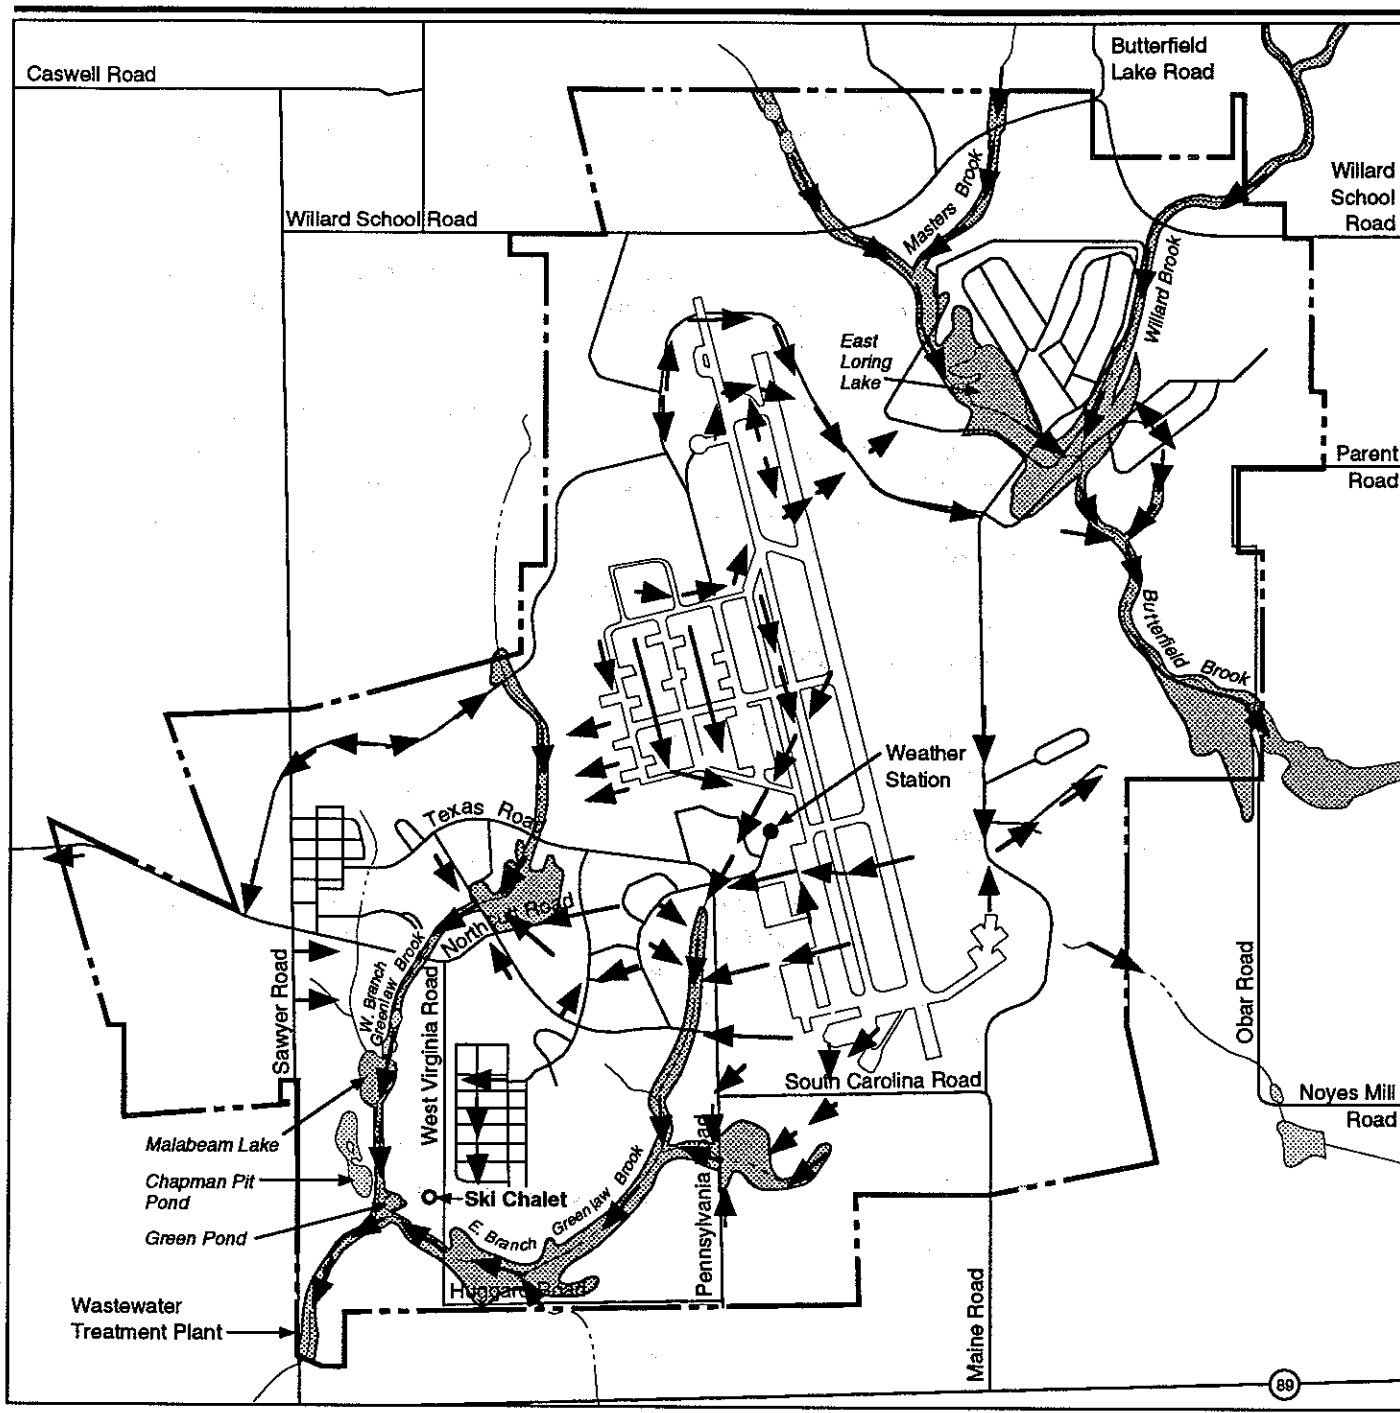 Butterfield
Lake Road
Caswell Road
Willard
School
Road
Willard School Road
Masters Brook
Willard Brook
East
Loring
Lake
Parent
Road
Butterfield Brook
Weather
Station
Texas Road
North Road
W. Branch
Greenlaw Brook
Sawyer Road
West Virginia Road
Obar Road
South Carolina Road
Noyes Mill
Road
Malabeam Lake
Chapman Pit
Pond
Ski Chalet
Green Pond
E. Branch Greenlaw Brook
Pennsylvania Road
Huggard Road
Wastewater
Treatment Plant
Maine Road
89